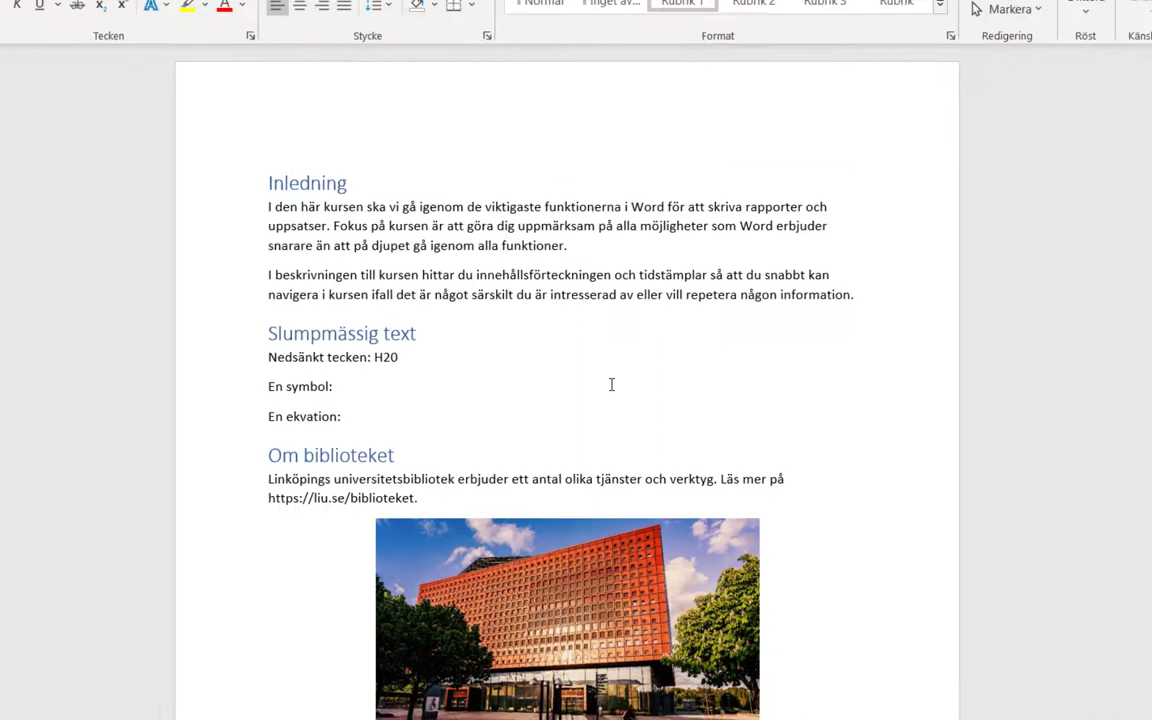 Normal
Inget av...
Rubrik 1
Rubrik 2
Rubrik 3
Rubrik
Markera
Tecken
Stycke
Format
Redigering
Röst
Inledning
I den här kursen ska vi gå igenom de viktigaste funktionerna i Word för att skriva rapporter och
uppsatser. Fokus på kursen är att göra dig uppmärksam på alla möjligheter som Word erbjuder
snarare än att på djupet gå igenom alla funktioner.
I beskrivningen till kursen hittar du innehållsförteckningen och tidstämplar så att du snabbt kan
navigera i kursen ifall det är något särskilt du är intresserad av eller vill repetera någon information.
Slumpmässig text
Nedsänkt tecken: H20
En symbol:
En ekvation:
Om biblioteket
Linköpings universitetsbibliotek erbjuder ett antal olika tjänster och verktyg. Läs mer på
https://liu.se/biblioteket.